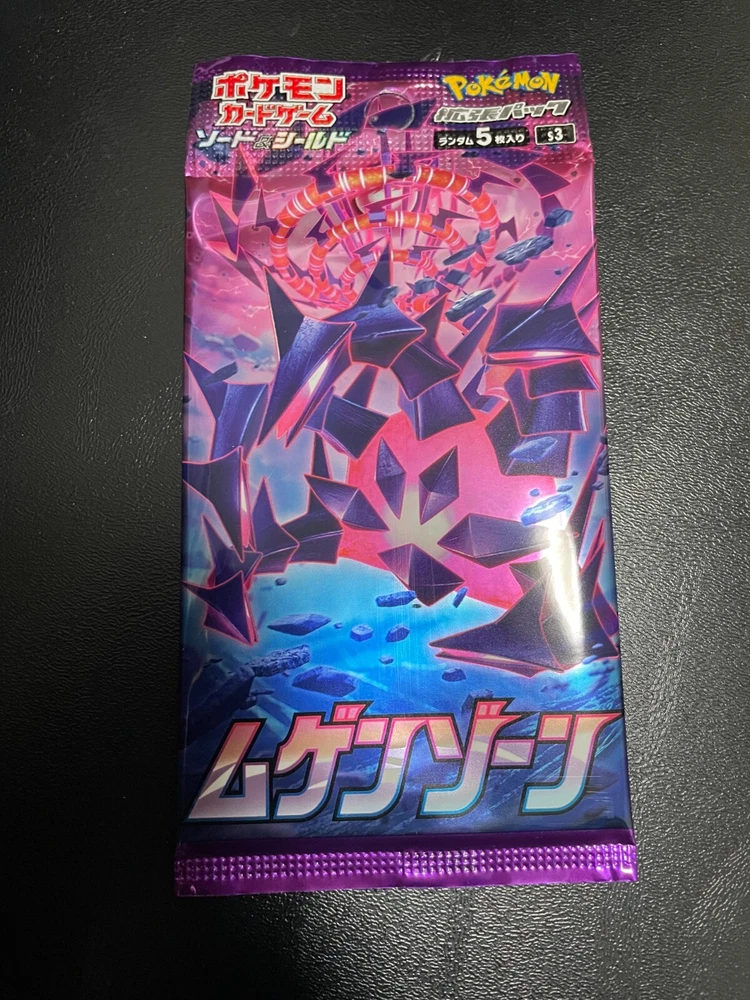 ポケモン
カードゲーム
ソード&シールド
Pokémon
拡張パック
ランダム5枚入り
S3
ムゲンゾーン